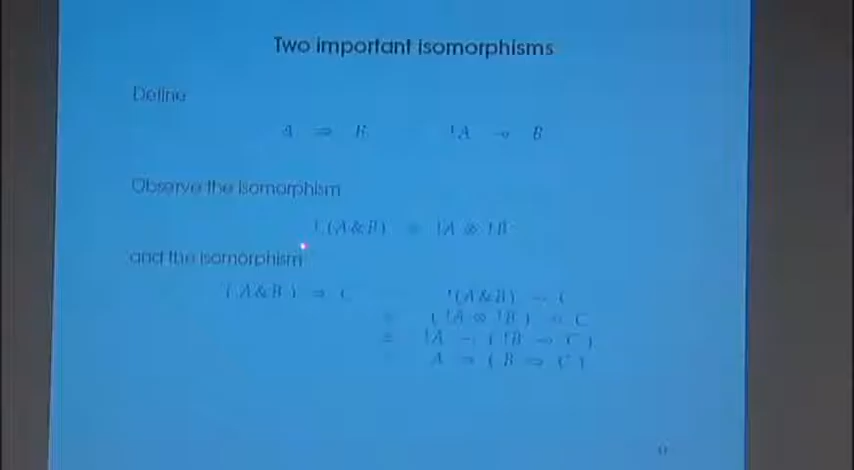 Two important isomorphisms
Define
A ⇒ B !A ⊸ B
Observe the isomorphism
! (A&B) ≅ !A ⊗ !B
and the isomorphism
( A&B ) ⇒ C !(A&B) ⊸ C
( !A ⊗ !B ) ⊸ C
≅ !A ⊸ ( !B ⊸ C )
A ⇒ ( B ⇒ C )